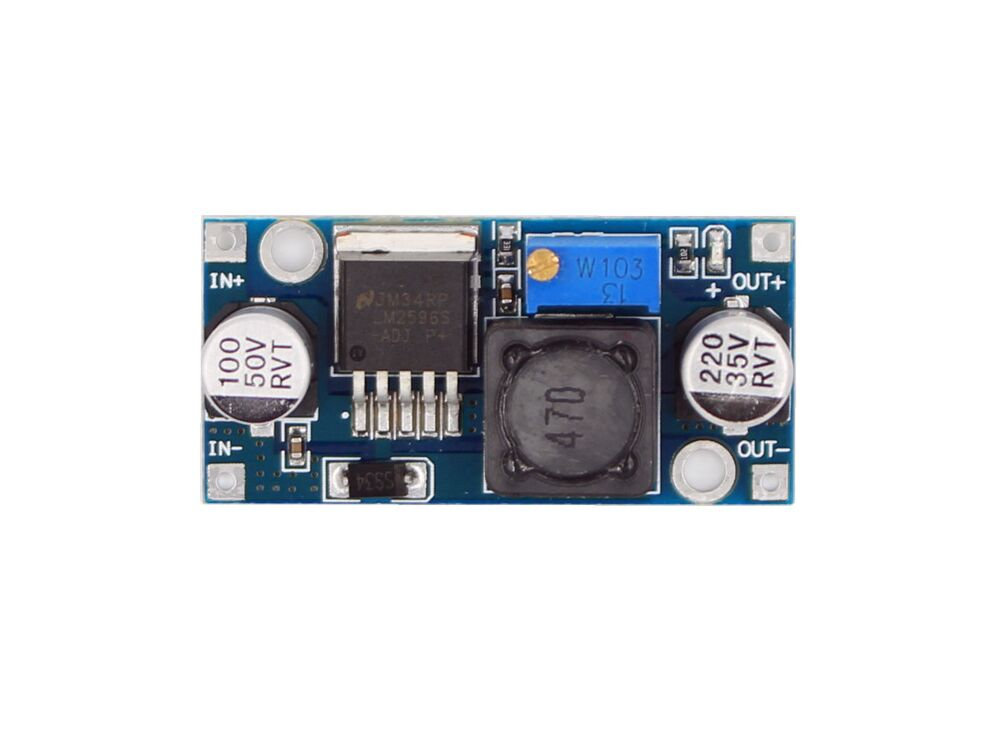 IN+
JM34RP
LM2596S
-ADJ P+
W103
13
+ OUT+
100
50V
RVT
470
220
35V
RVT
IN-
SS34
OUT-